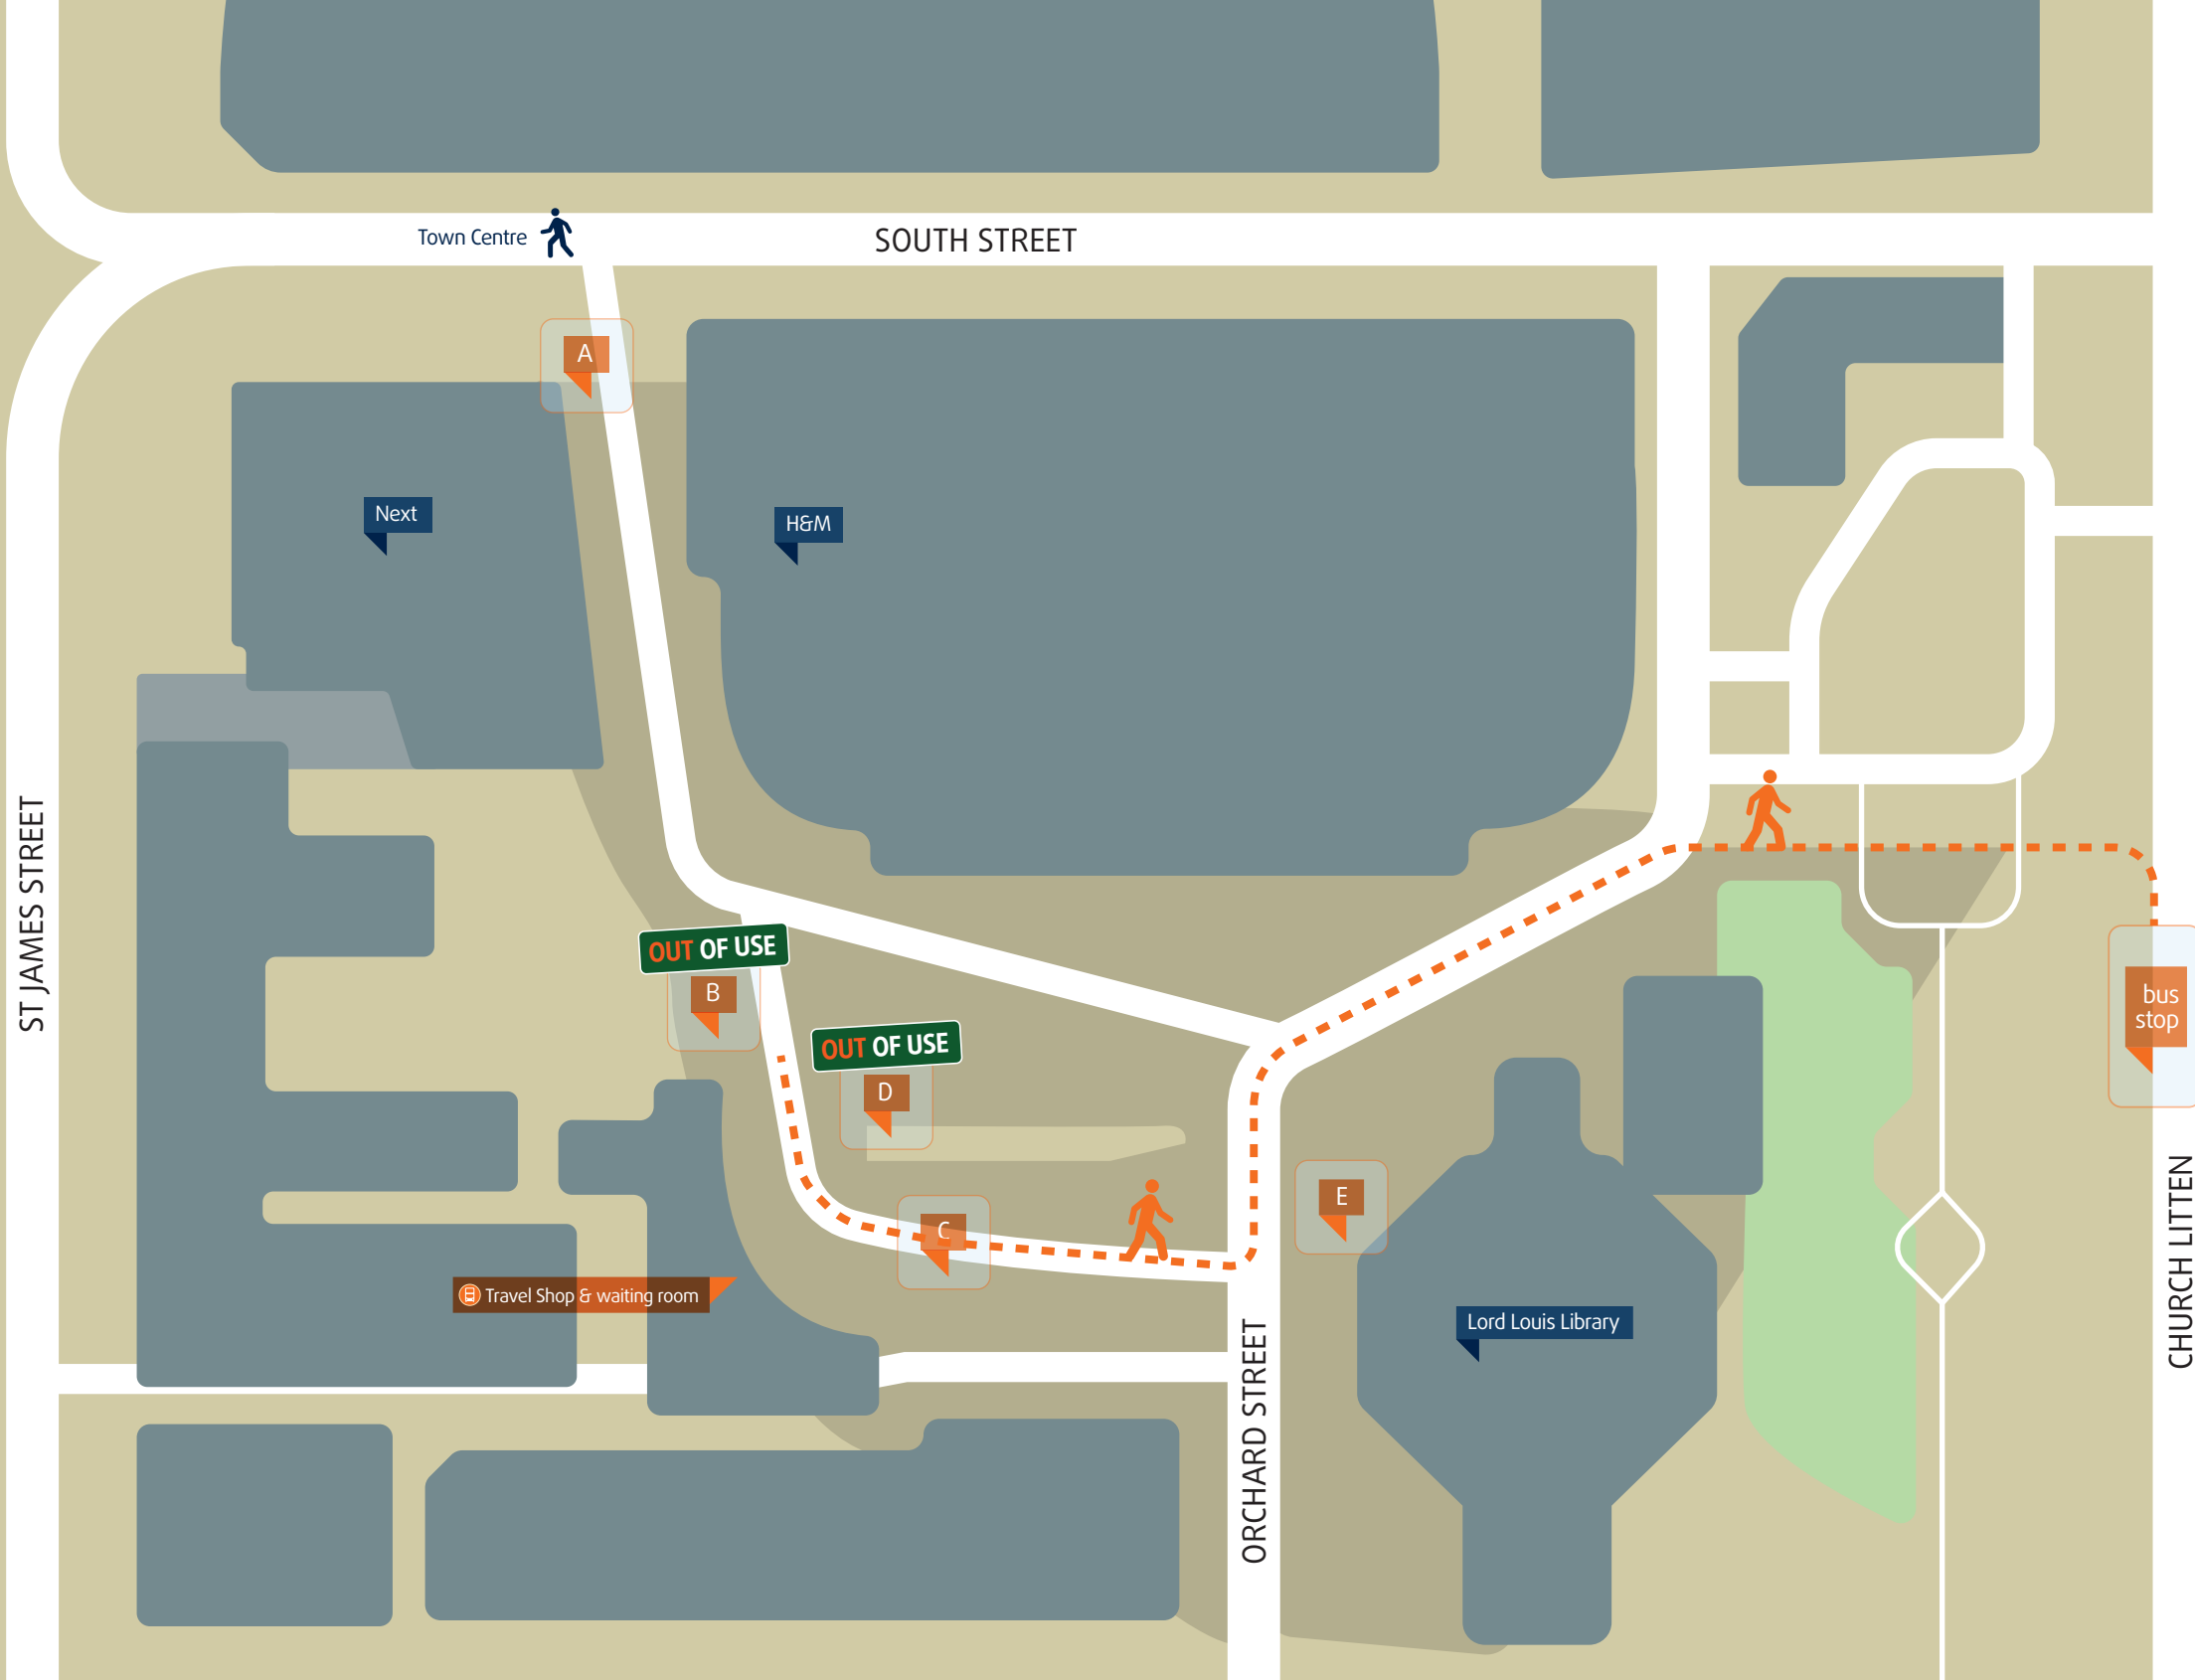 Town Centre
SOUTH STREET
A
Next
H&M
ST JAMES STREET
OUT OF USE
B
OUT OF USE
D
bus
stop
C
E
Travel Shop & waiting room
Lord Louis Library
ORCHARD STREET
CHURCH LITTEN